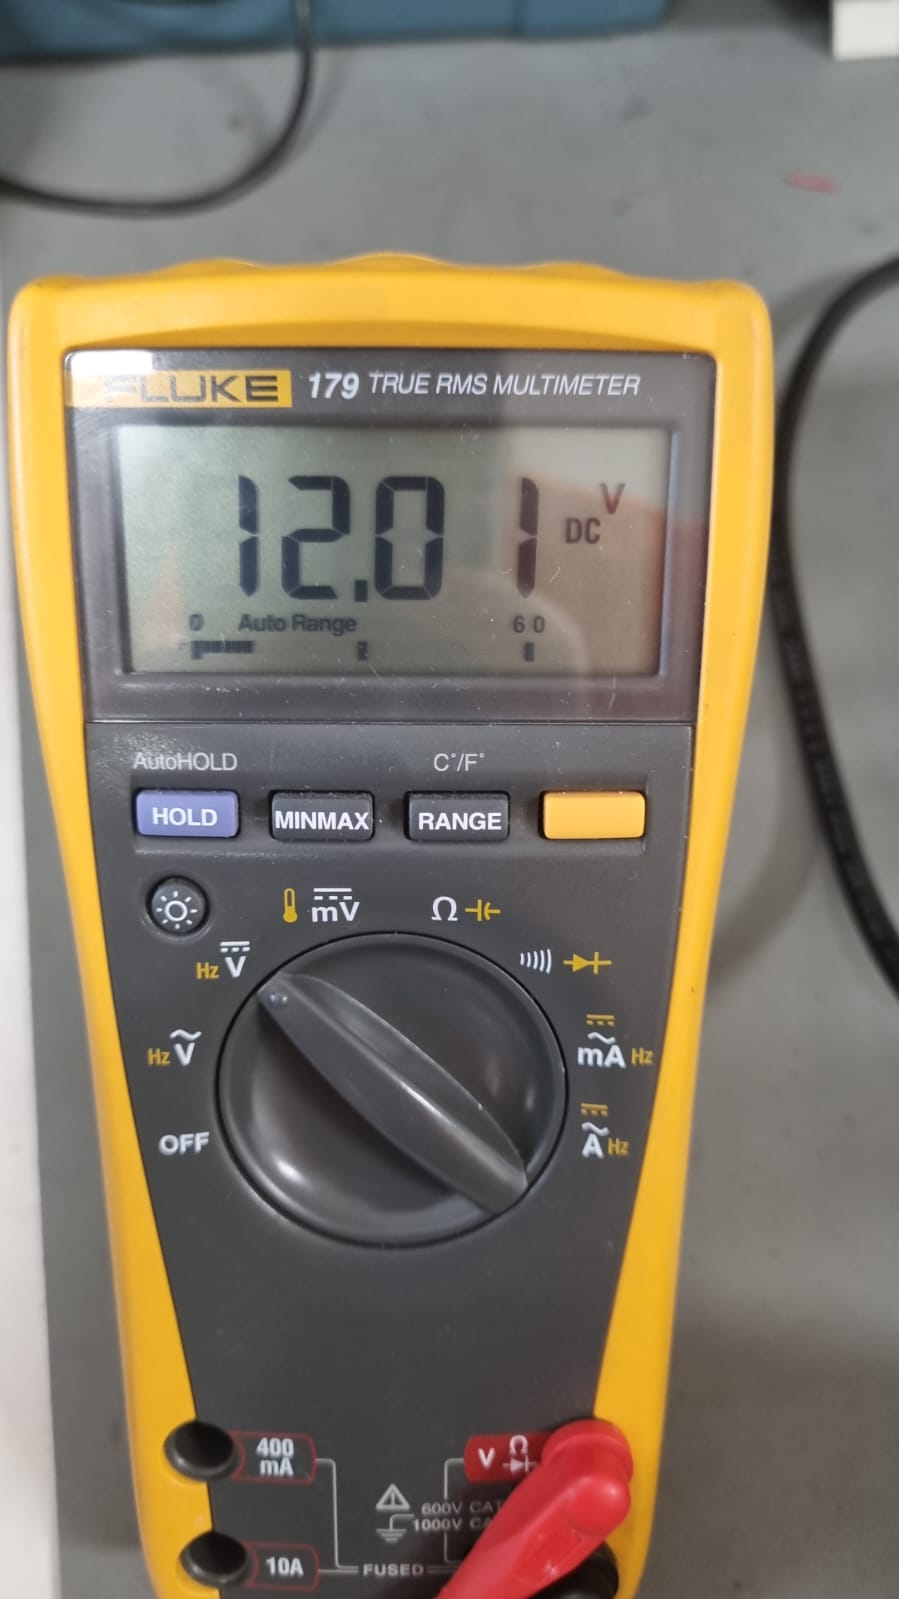 FLUKE 179 TRUE RMS MULTIMETER
12.01 V DC
0 Auto Range 60
AutoHOLD C°/F°
HOLD MINMAX RANGE
mV Ω
Hz V
Hz V mA Hz
OFF A Hz
400 mA V Ω
600V CAT
1000V
10A FUSED